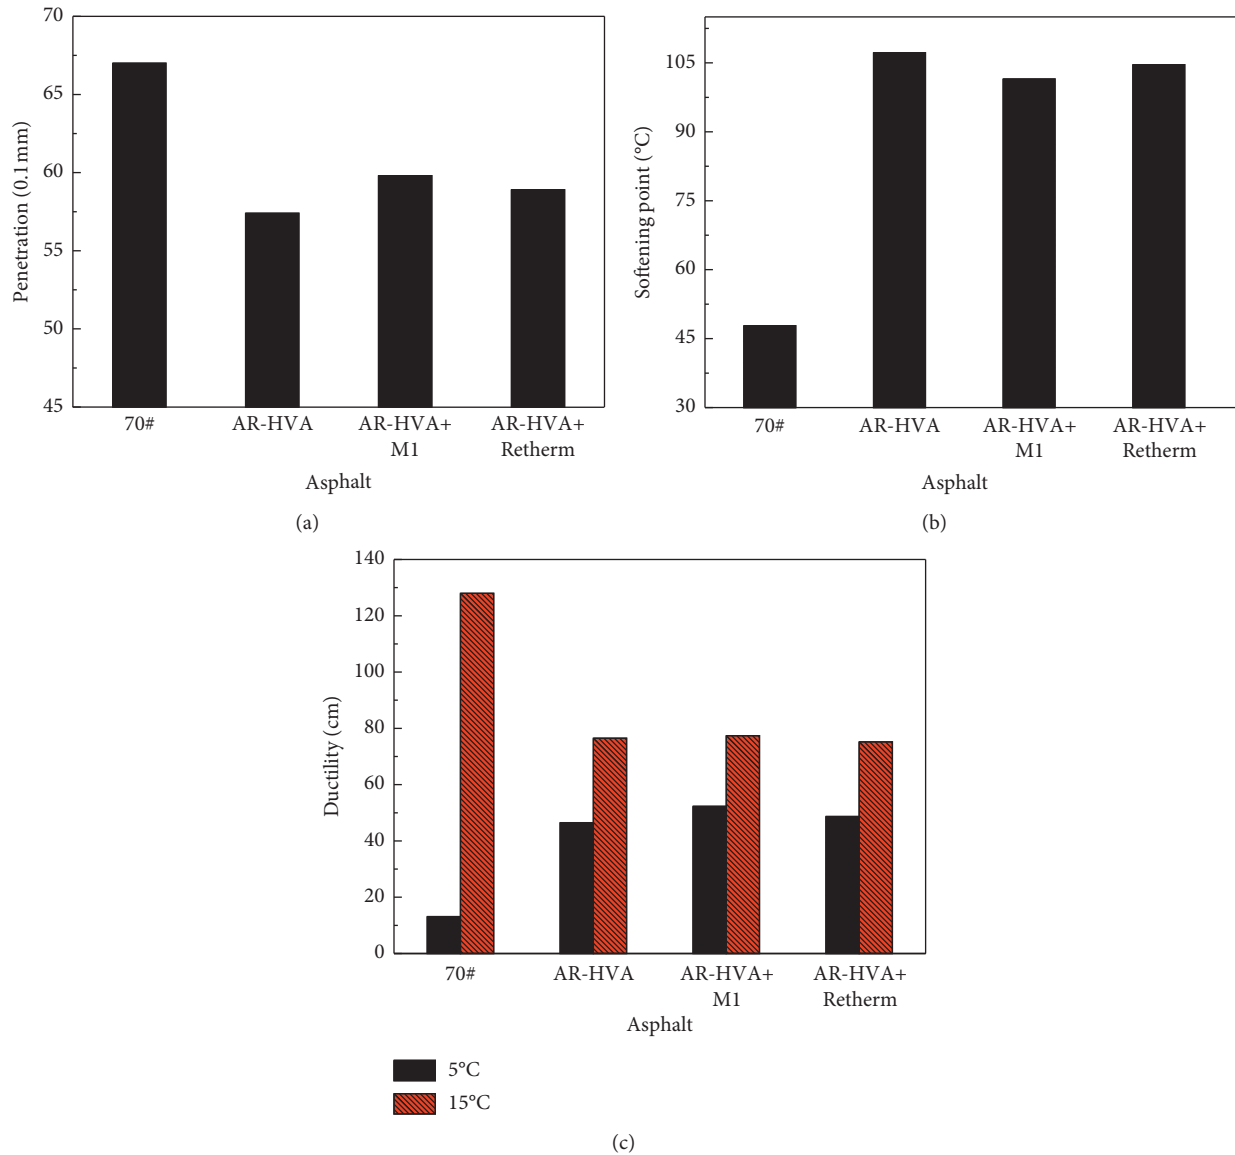 70
65
60
55
50
45
Penetration (0.1 mm)
70#
AR-HVA
AR-HVA+
M1
AR-HVA+
Retherm
Asphalt
(a)
105
90
75
60
45
30
Softening point (°C)
70#
AR-HVA
AR-HVA+
M1
AR-HVA+
Retherm
Asphalt
(b)
140
120
100
80
60
40
20
0
Ductility (cm)
70#
AR-HVA
AR-HVA+
M1
AR-HVA+
Retherm
Asphalt
5°C
15°C
(c)